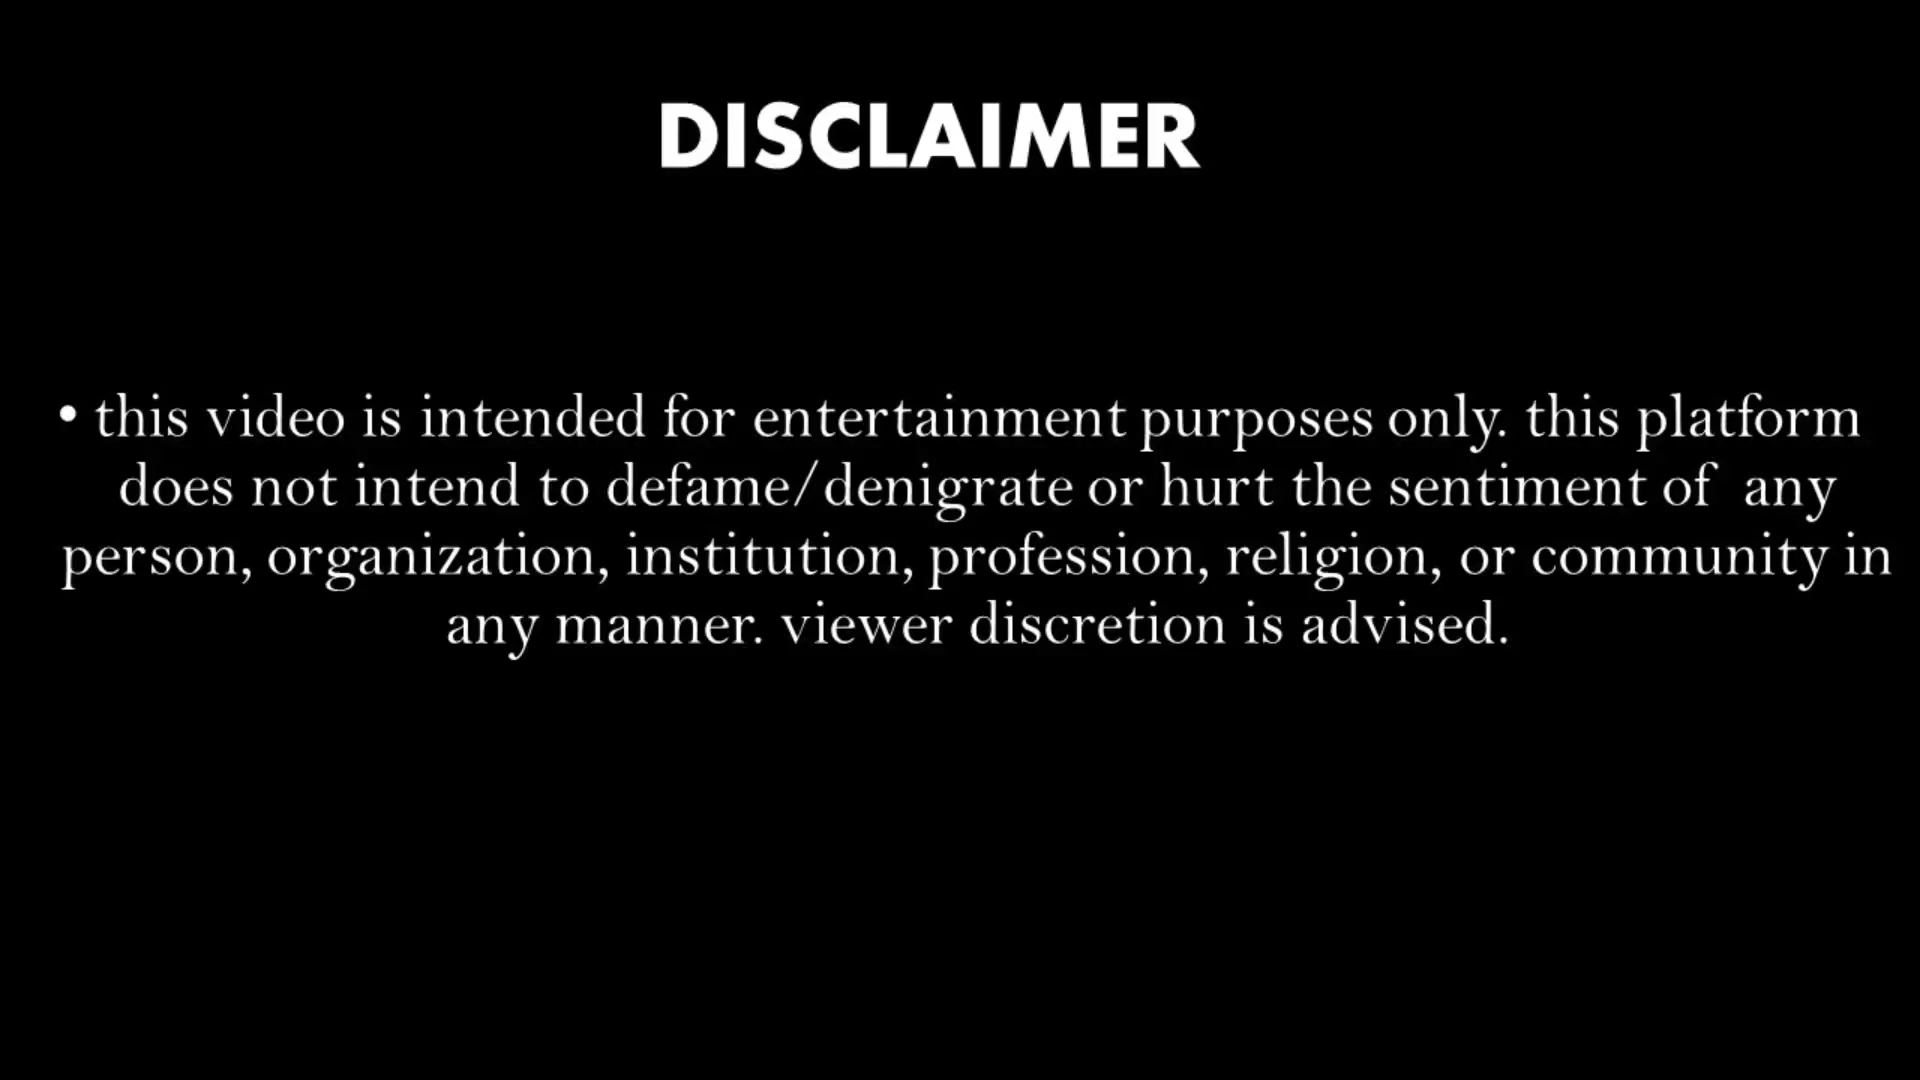 DISCLAIMER
• this video is intended for entertainment purposes only. this platform
does not intend to defame/denigrate or hurt the sentiment of any
person, organization, institution, profession, religion, or community in
any manner. viewer discretion is advised.